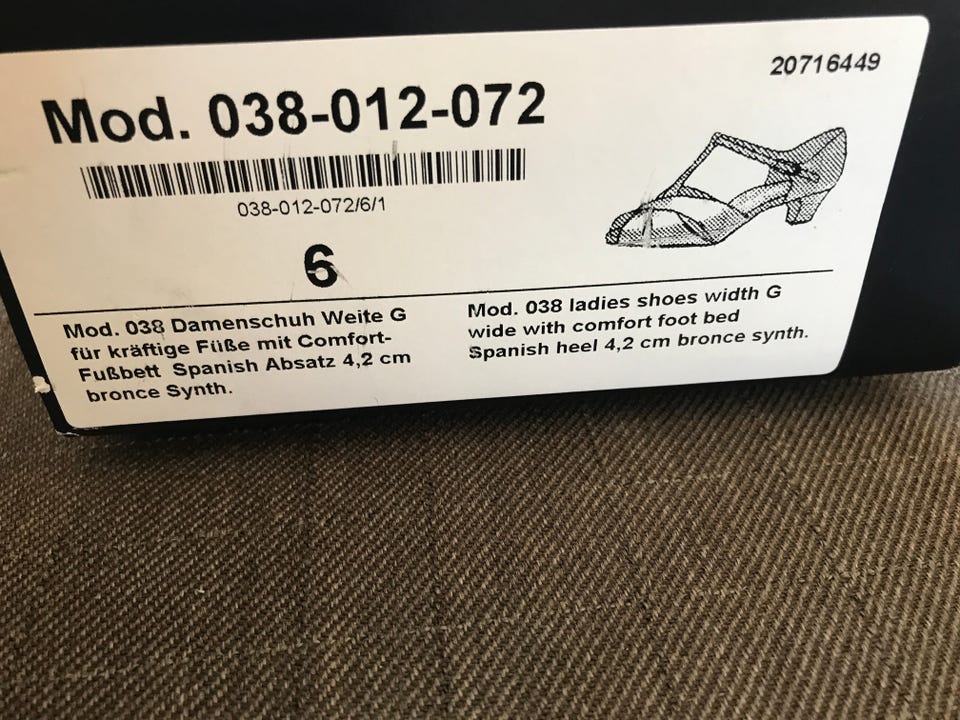 20716449
Mod. 038-012-072
038-012-072/6/1
6
Mod. 038 Damenschuh Weite G
für kräftige Füße mit Comfort-
Fußbett Spanish Absatz 4,2 cm
bronce Synth.
Mod. 038 ladies shoes width G
wide with comfort foot bed
Spanish heel 4,2 cm bronce synth.